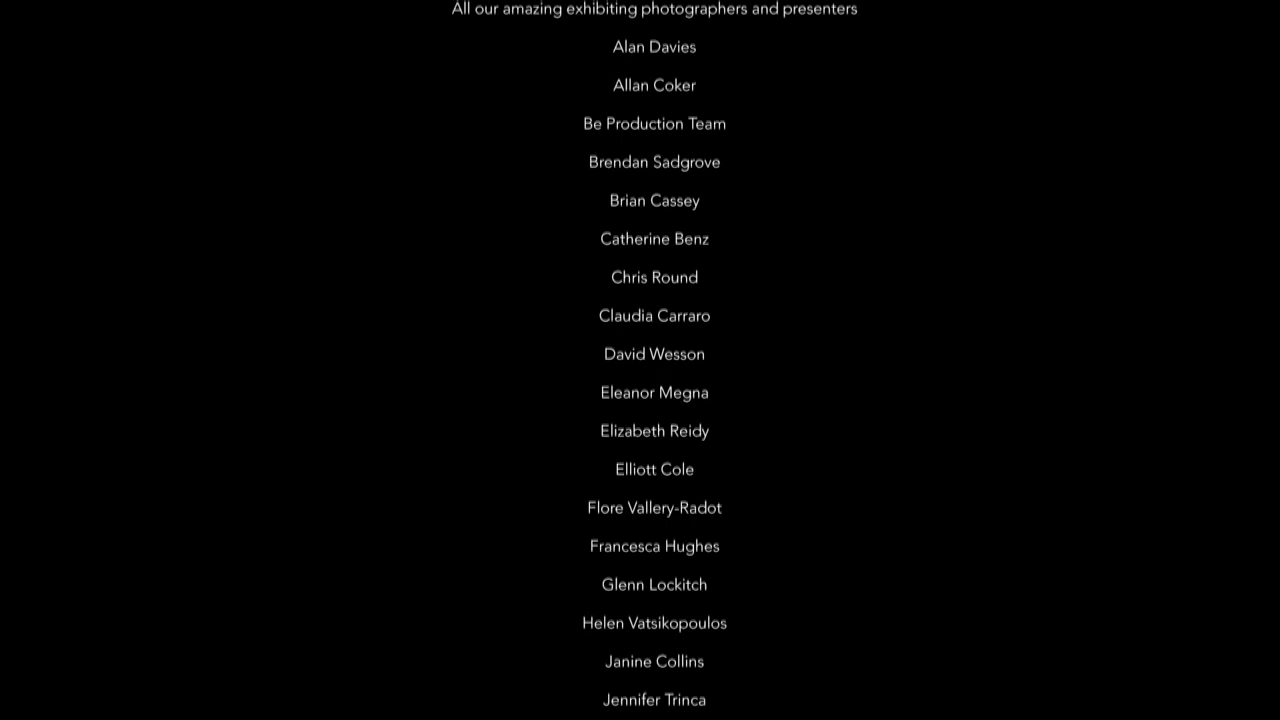 All our amazing exhibiting photographers and presenters
Alan Davies
Allan Coker
Be Production Team
Brendan Sadgrove
Brian Cassey
Catherine Benz
Chris Round
Claudia Carraro
David Wesson
Eleanor Megna
Elizabeth Reidy
Elliott Cole
Flore Vallery-Radot
Francesca Hughes
Glenn Lockitch
Helen Vatsikopoulos
Janine Collins
Jennifer Trinca